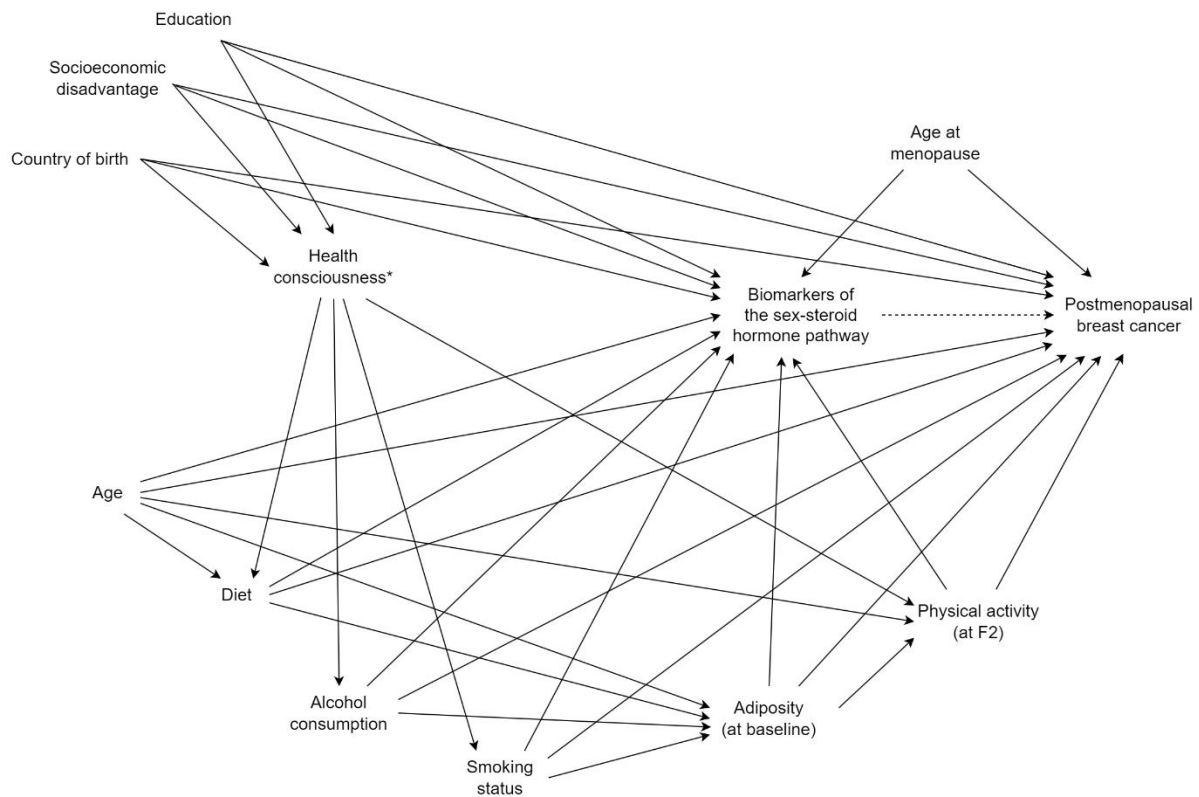 Education
Socioeconomic
disadvantage
Country of birth
Age at
menopause
Health
consciousness*
Biomarkers of
the sex-steroid
hormone pathway
Postmenopausal
breast cancer
Age
Diet
Physical activity
(at F2)
Alcohol
consumption
Adiposity
(at baseline)
Smoking
status